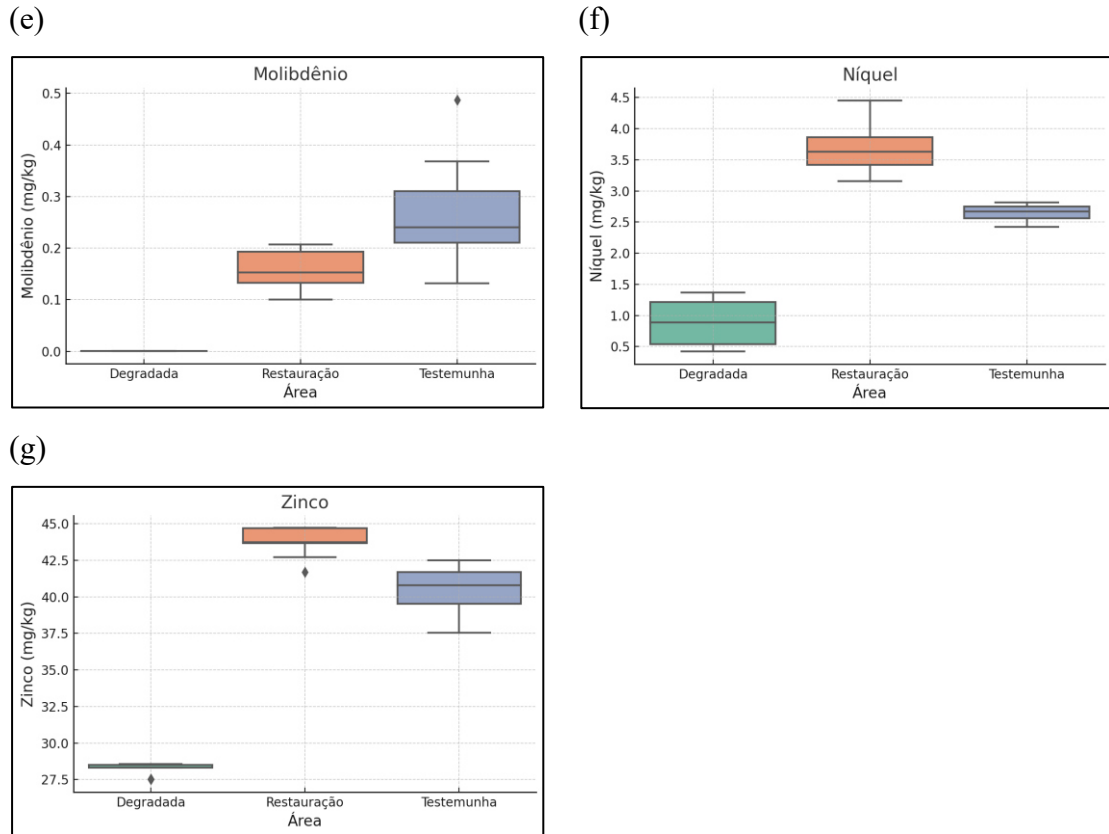 (e)
Molibdênio
Molibdênio (mg/kg)
0.5
0.4
0.3
0.2
0.1
0.0
Degradada Restauração Testemunha
Área
(f)
Níquel
Níquel (mg/kg)
4.5
4.0
3.5
3.0
2.5
2.0
1.5
1.0
0.5
Degradada Restauração Testemunha
Área
(g)
Zinco
Zinco (mg/kg)
45.0
42.5
40.0
37.5
35.0
32.5
30.0
27.5
Degradada Restauração Testemunha
Área